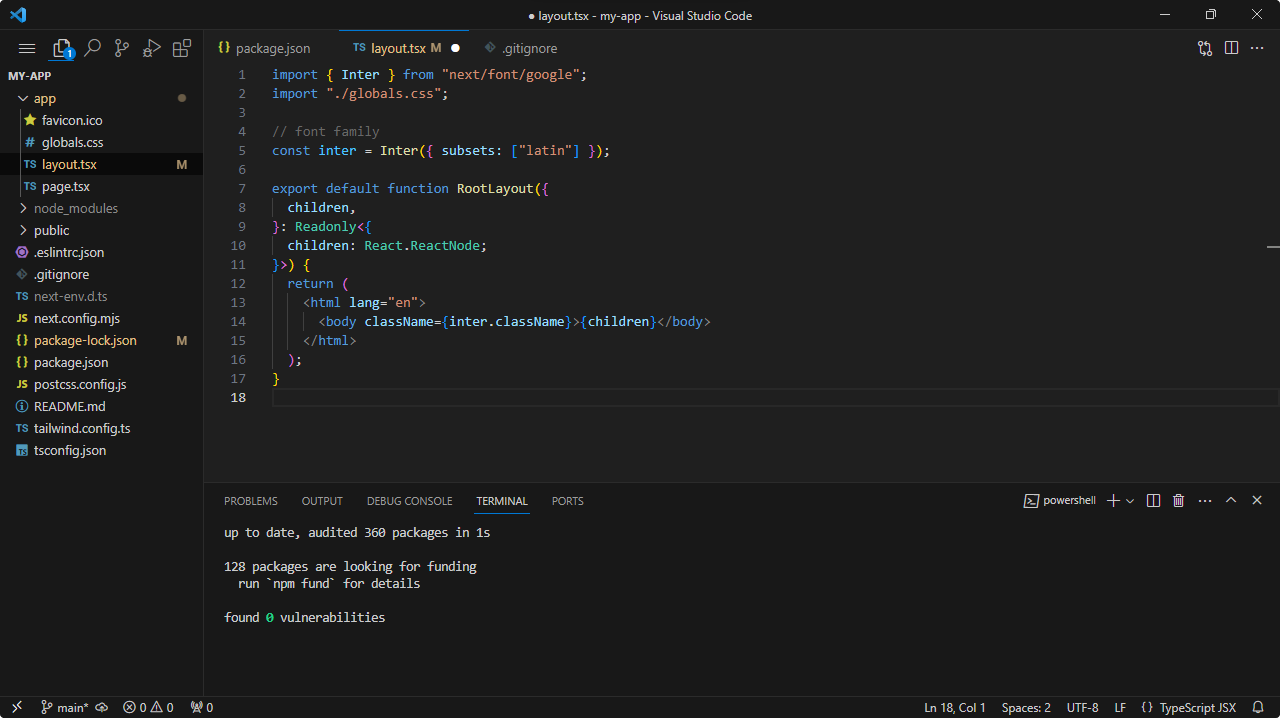 ● layout.tsx - my-app - Visual Studio Code
1
MY-APP
app
favicon.ico
# globals.css
TS layout.tsx M
TS page.tsx
node_modules
public
.eslintrc.json
.gitignore
TS next-env.d.ts
JS next.config.mjs
{} package-lock.json M
{} package.json
JS postcss.config.js
README.md
TS tailwind.config.ts
TS tsconfig.json
{} package.json
TS layout.tsx M ●
.gitignore
1 import { Inter } from "next/font/google";
2 import "./globals.css";
3
4 // font family
5 const inter = Inter({ subsets: ["latin"] });
6
7 export default function RootLayout({
8   children,
9 }: Readonly<{
10   children: React.ReactNode;
11 }>) {
12   return (
13     <html lang="en">
14       <body className={inter.className}>{children}</body>
15     </html>
16   );
17 }
18
PROBLEMS OUTPUT DEBUG CONSOLE TERMINAL PORTS
powershell
up to date, audited 360 packages in 1s
128 packages are looking for funding
  run `npm fund` for details
found 0 vulnerabilities
main* 0 0 0 Ln 18, Col 1 Spaces: 2 UTF-8 LF {} TypeScript JSX